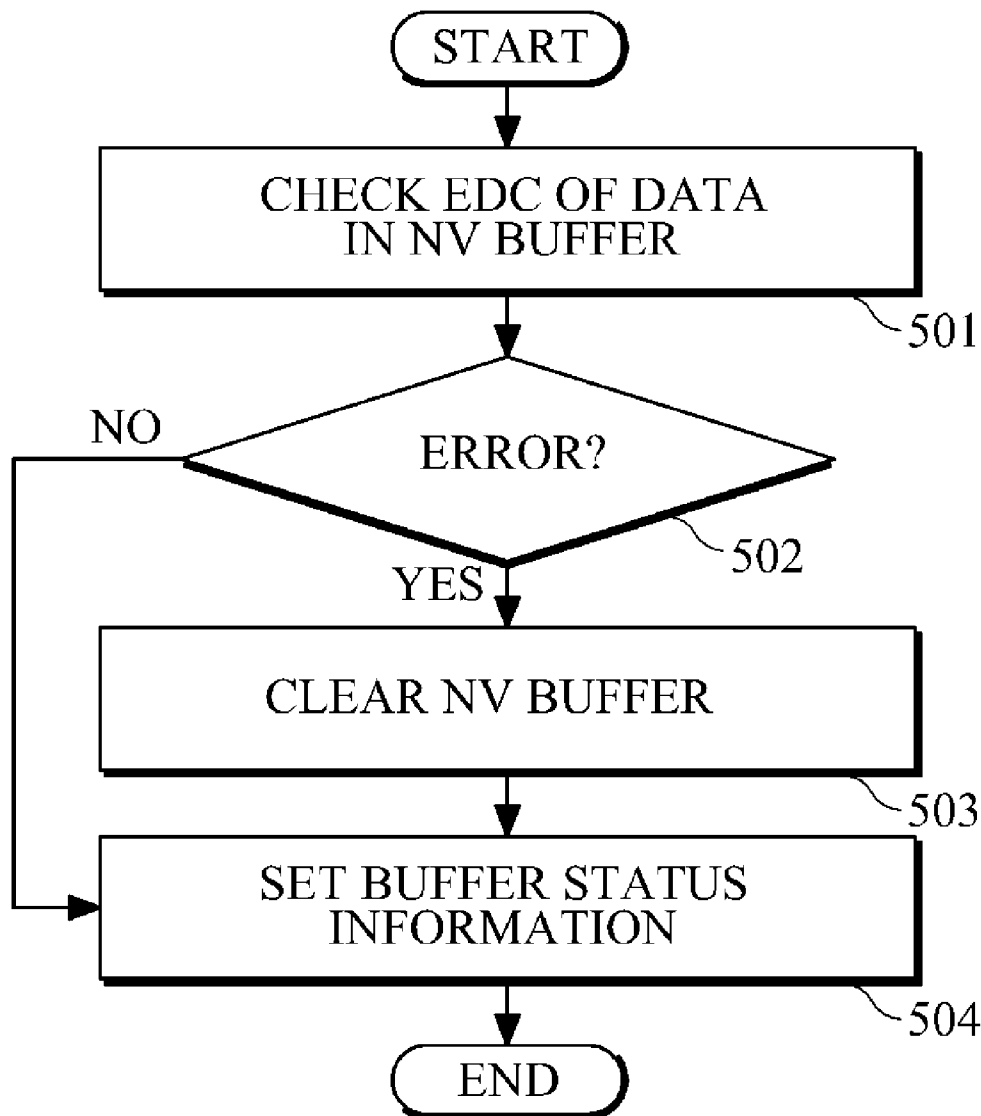 START
CHECK EDC OF DATA
IN NV BUFFER
501
NO
ERROR?
502
YES
CLEAR NV BUFFER
503
SET BUFFER STATUS
INFORMATION
504
END